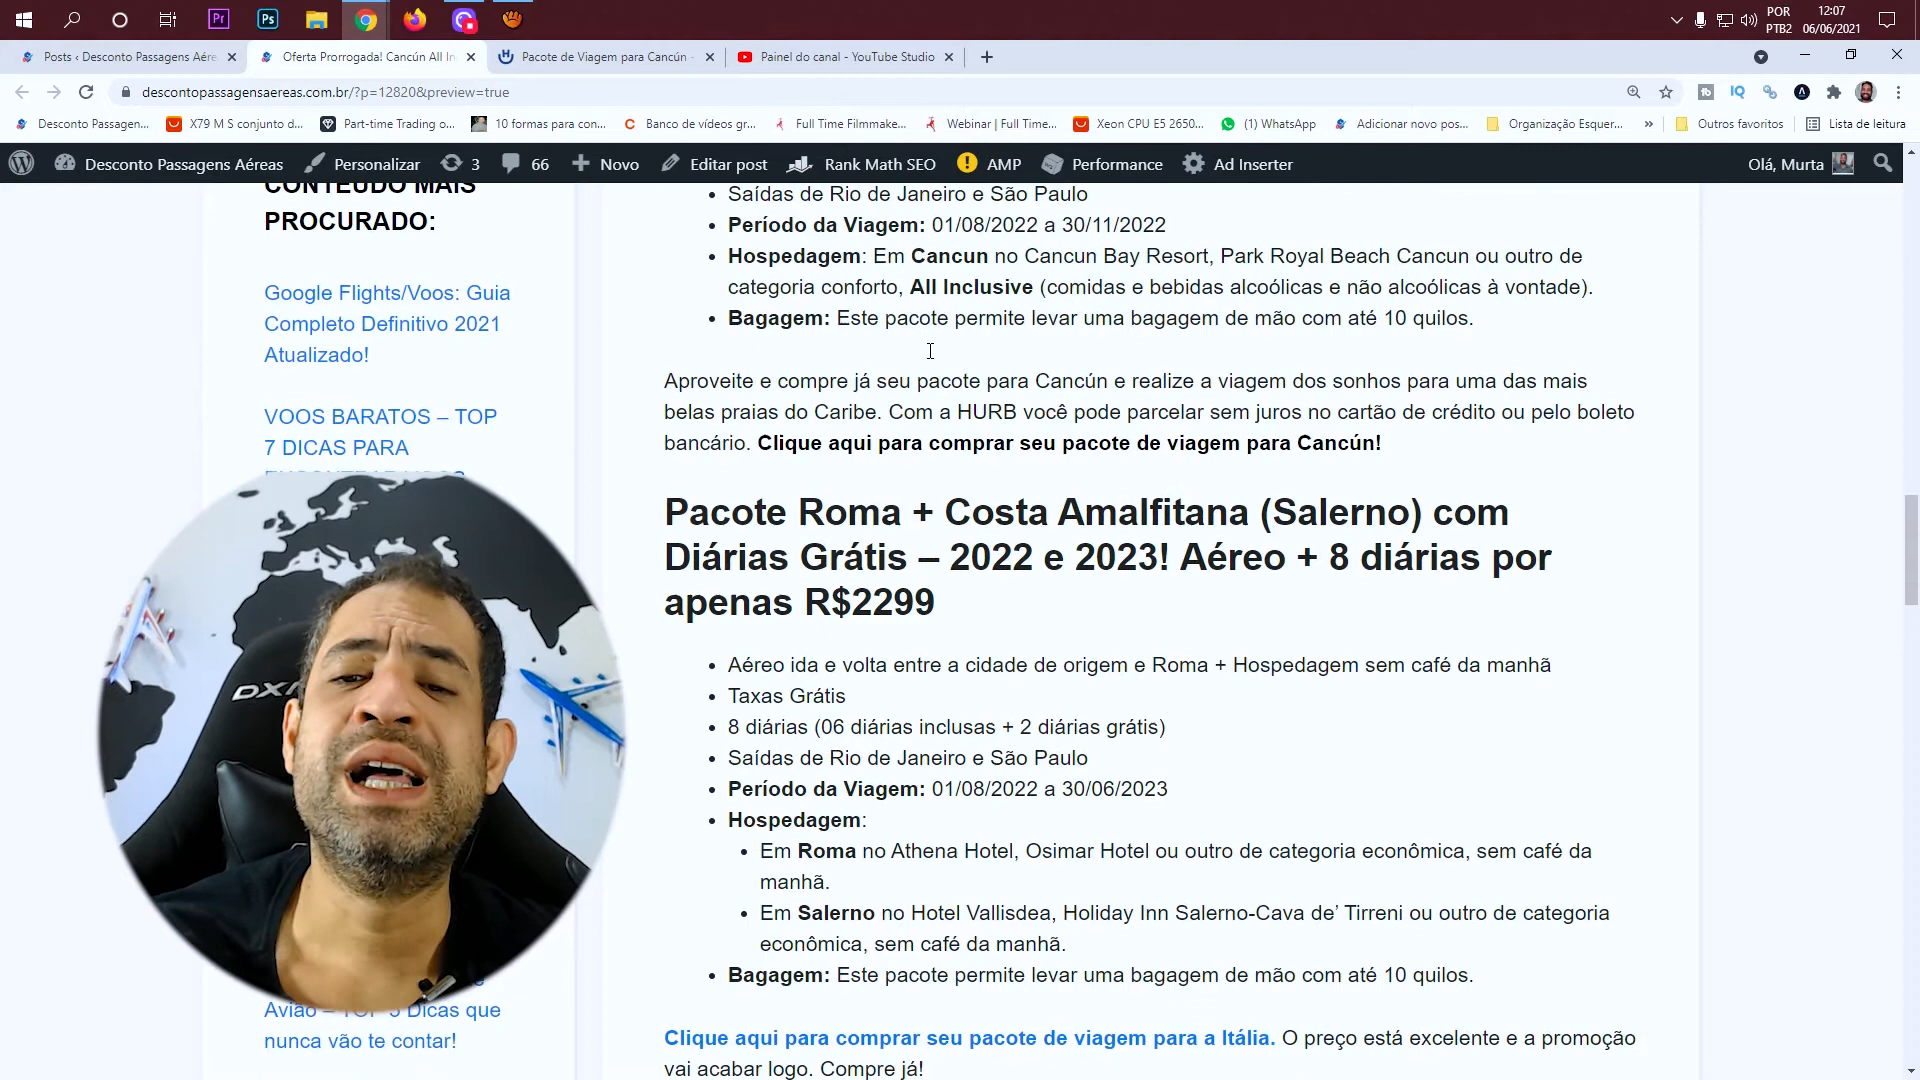 POR
PTB2
12:07
06/06/2021
Posts ‹ Desconto Passagens Aére
Oferta Prorrogada! Cancún All In
Pacote de Viagem para Cancún -
Painel do canal - YouTube Studio
descontopassagensaereas.com.br/?p=12820&preview=true
Desconto Passagen...
X79 M S conjunto d...
Part-time Trading o...
10 formas para con...
Banco de vídeos gr...
Full Time Filmmake...
Webinar | Full Time...
Xeon CPU E5 2650...
(1) WhatsApp
Adicionar novo pos...
Organização Esquer...
»
Outros favoritos
Lista de leitura
Desconto Passagens Aéreas
Personalizar
3
66
Novo
Editar post
Rank Math SEO
AMP
Performance
Ad Inserter
Olá, Murta
CONTEÚDO MAIS
PROCURADO:
Google Flights/Voos: Guia
Completo Definitivo 2021
Atualizado!
VOOS BARATOS – TOP
7 DICAS PARA
DXR
Avião – TOP 5 Dicas que
nunca vão te contar!
• Saídas de Rio de Janeiro e São Paulo
• Período da Viagem: 01/08/2022 a 30/11/2022
• Hospedagem: Em Cancun no Cancun Bay Resort, Park Royal Beach Cancun ou outro de
categoria conforto, All Inclusive (comidas e bebidas alcoólicas e não alcoólicas à vontade).
• Bagagem: Este pacote permite levar uma bagagem de mão com até 10 quilos.
Aproveite e compre já seu pacote para Cancún e realize a viagem dos sonhos para uma das mais
belas praias do Caribe. Com a HURB você pode parcelar sem juros no cartão de crédito ou pelo boleto
bancário. Clique aqui para comprar seu pacote de viagem para Cancún!
Pacote Roma + Costa Amalfitana (Salerno) com
Diárias Grátis – 2022 e 2023! Aéreo + 8 diárias por
apenas R$2299
• Aéreo ida e volta entre a cidade de origem e Roma + Hospedagem sem café da manhã
• Taxas Grátis
• 8 diárias (06 diárias inclusas + 2 diárias grátis)
• Saídas de Rio de Janeiro e São Paulo
• Período da Viagem: 01/08/2022 a 30/06/2023
• Hospedagem:
• Em Roma no Athena Hotel, Osimar Hotel ou outro de categoria econômica, sem café da
manhã.
• Em Salerno no Hotel Vallisdea, Holiday Inn Salerno-Cava de’ Tirreni ou outro de categoria
econômica, sem café da manhã.
• Bagagem: Este pacote permite levar uma bagagem de mão com até 10 quilos.
Clique aqui para comprar seu pacote de viagem para a Itália. O preço está excelente e a promoção
vai acabar logo. Compre já!